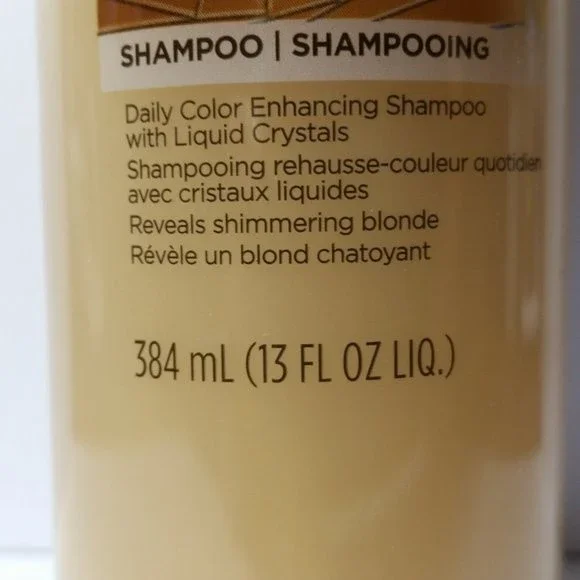 SHAMPOO | SHAMPOOING
Daily Color Enhancing Shampoo
with Liquid Crystals
Shampooing rehausse-couleur quotidien
avec cristaux liquides
Reveals shimmering blonde
Révèle un blond chatoyant
384 mL (13 FL OZ LIQ.)